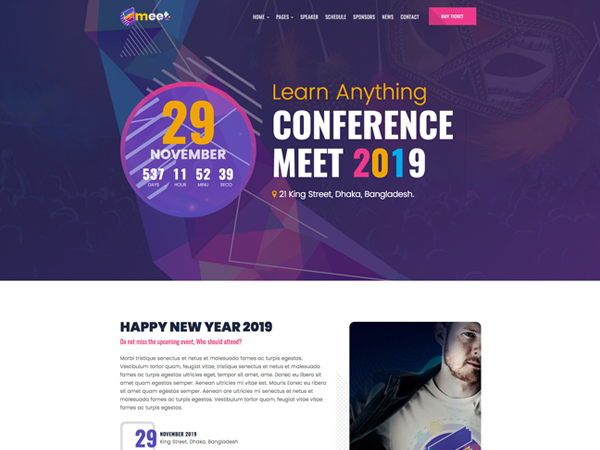 meet
HOME PAGES SPEAKER SCHEDULE SPONSORS NEWS CONTACT BUY TICKET
29
NOVEMBER
537 11 52 39
DAYS HOUR MINU SECO
Learn Anything
CONFERENCE
MEET 2019
21 King Street, Dhaka, Bangladesh.
HAPPY NEW YEAR 2019
Do not miss the upcoming event, Who should attend?
Morbi tristique senectus et netus et malesuada fames ac turpis egestas.
Vestibulum tortor quam, feugiat vitae, tristique senectus et netus et malesuada
fames ac turpis egestas ultricies eget, tempor sit amet, ante. Donec eu libero sit
amet quam egestas semper. Aenean ultricies mi vitae est. Mauris Eonec eu libero
sit amet quam egestas semper. Aenean are ultricies mi senectus et netus et
malesuada fames ac turpis egestas. Vestibulum tortor quam, feugiat vitae fames
ac turpis egestas.
29
NOVEMBER 2019
King Street, Dhaka, Bangladesh